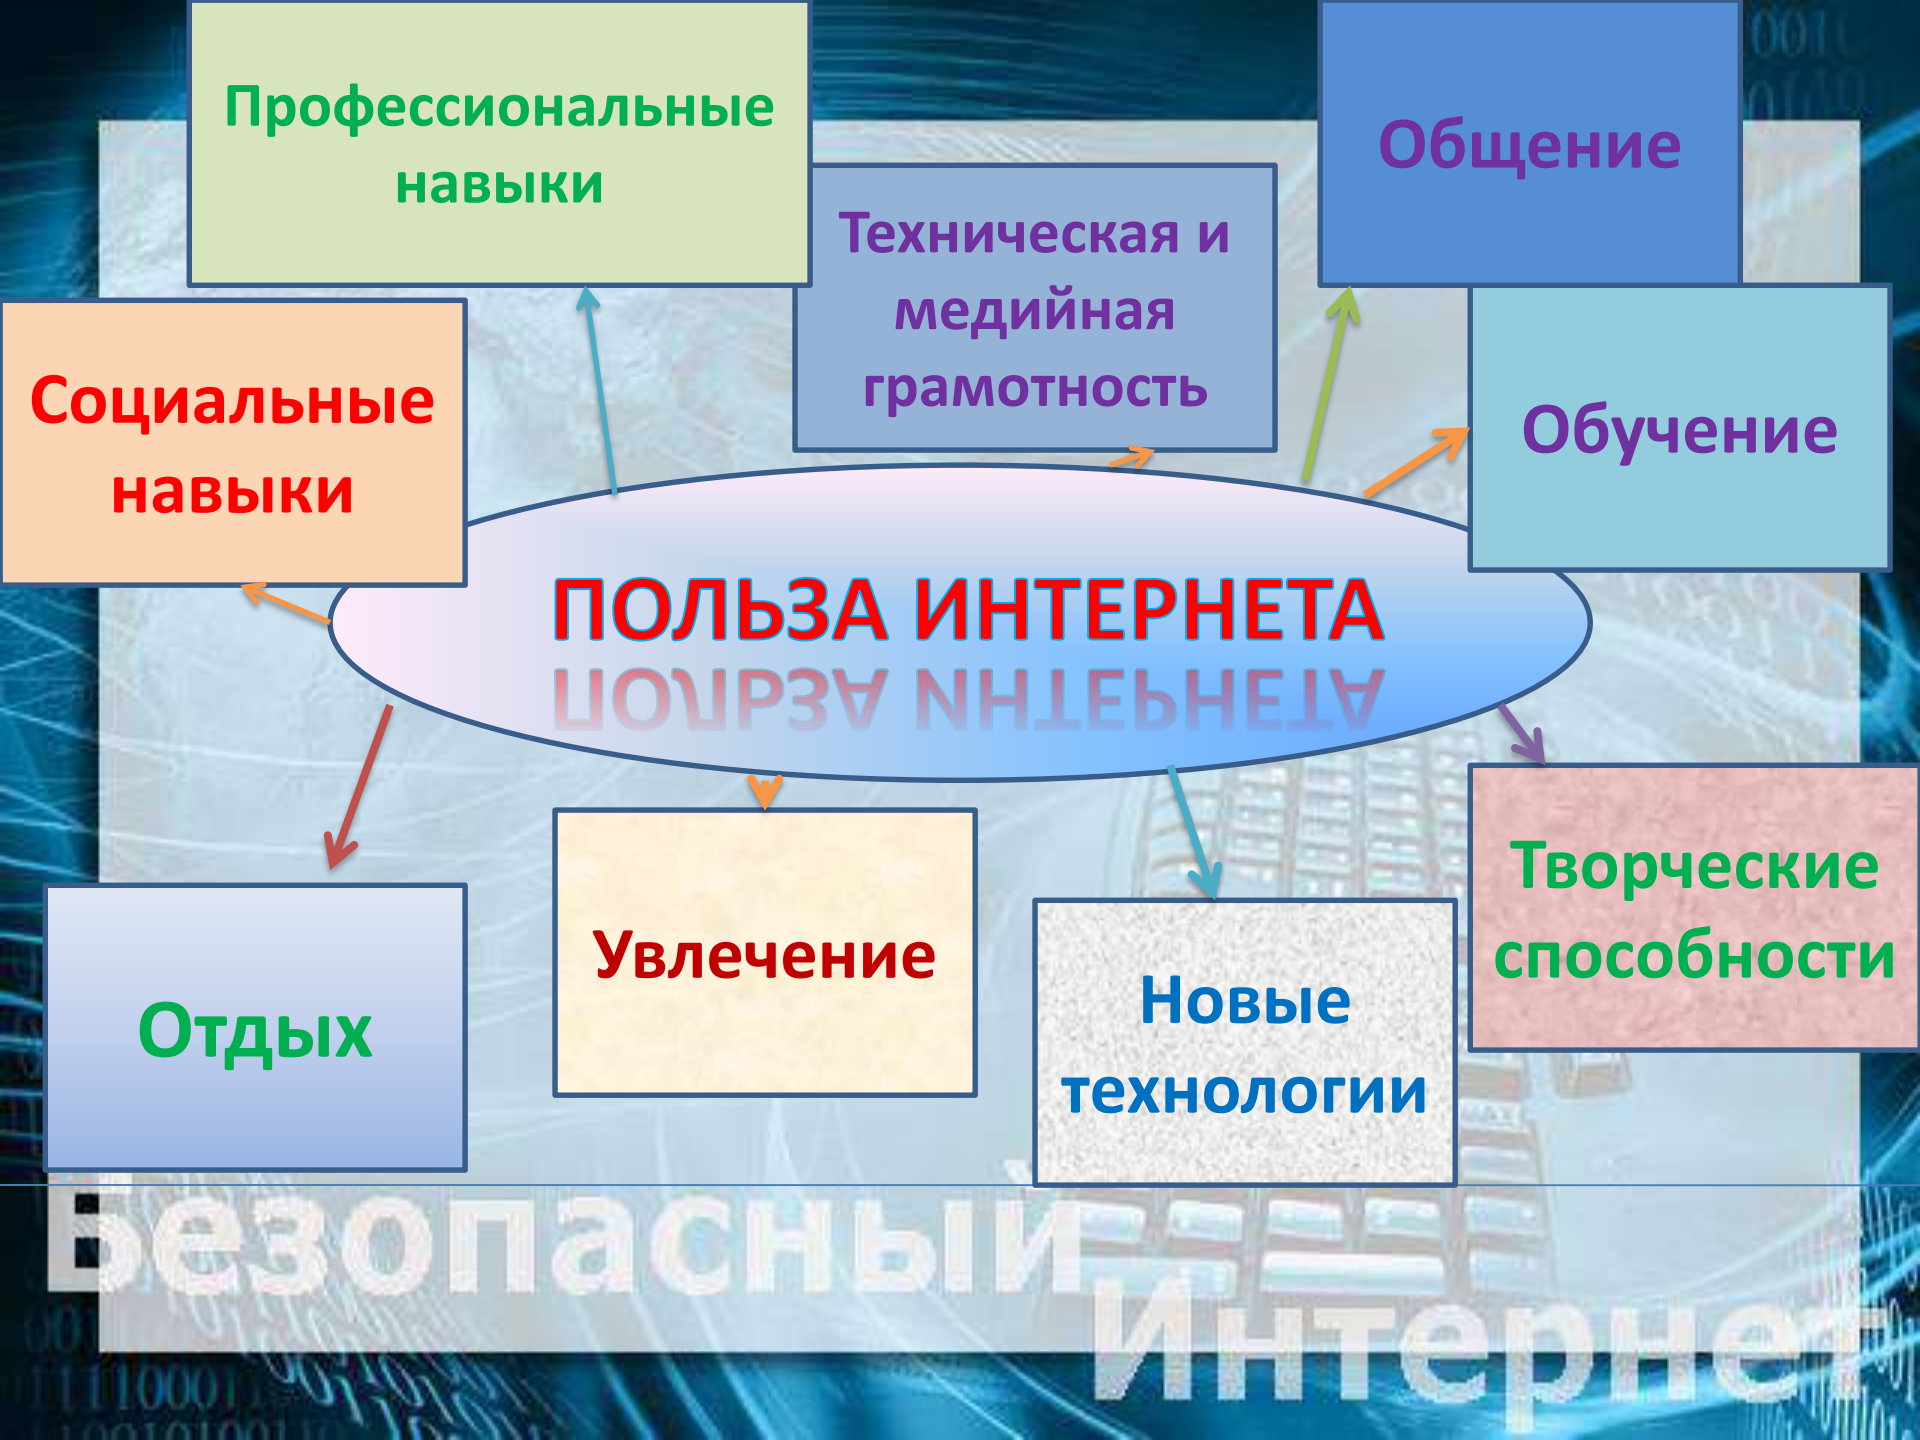 Профессиональные
навыки
Общение
Техническая и
медийная
грамотность
Социальные
навыки
Обучение
ПОЛЬЗА ИНТЕРНЕТА
Творческие
способности
Увлечение
Отдых
Новые
технологии
Безопасный
Интернет